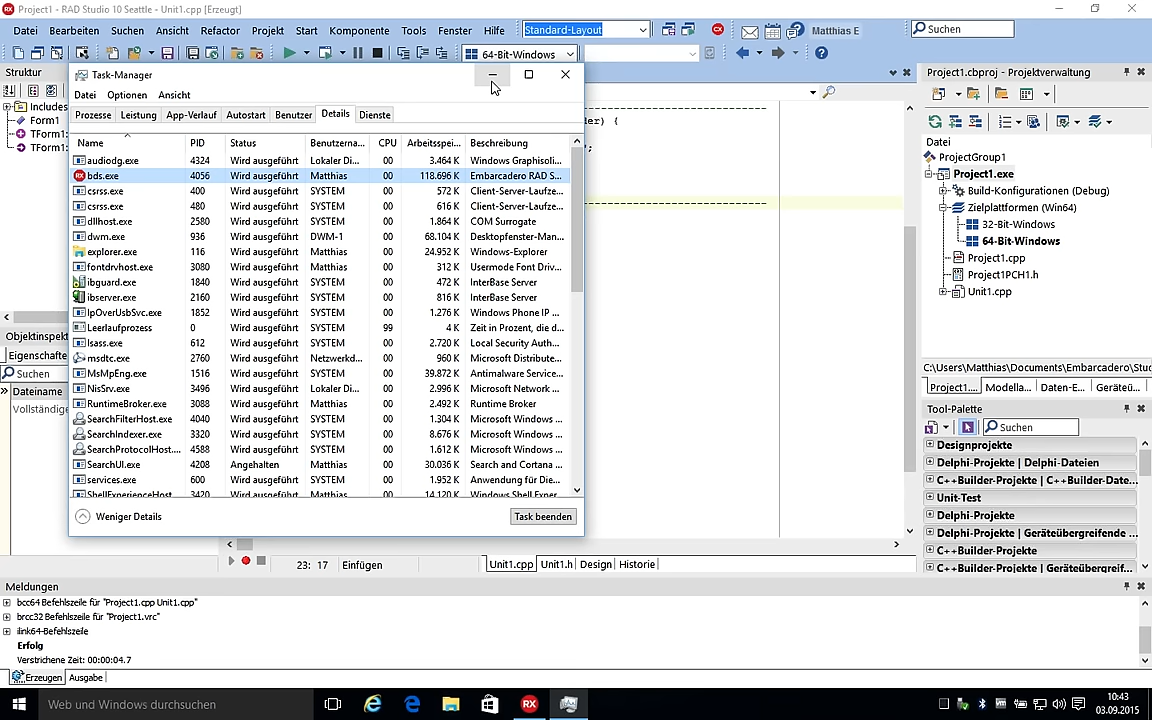 Project1 - RAD Studio 10 Seattle - Unit1.cpp [Erzeugt]
Datei Bearbeiten Suchen Ansicht Refactor Projekt Start Komponente Tools Fenster Hilfe Standard-Layout Matthias E Suchen
64-Bit-Windows
Struktur
Includes
Form1
TForm1:
TForm1:
Objektinspekt
Eigenschafte
Suchen
Dateiname
Vollständige
Task-Manager
Datei Optionen Ansicht
Prozesse Leistung App-Verlauf Autostart Benutzer Details Dienste
Name PID Status Benutzerna... CPU Arbeitsspei... Beschreibung
audiodg.exe 4324 Wird ausgeführt Lokaler Di... 00 3.464 K Windows Graphisoli...
bds.exe 4056 Wird ausgeführt Matthias 00 118.696 K Embarcadero RAD S...
csrss.exe 400 Wird ausgeführt SYSTEM 00 572 K Client-Server-Laufze...
csrss.exe 480 Wird ausgeführt SYSTEM 00 616 K Client-Server-Laufze...
dllhost.exe 2580 Wird ausgeführt SYSTEM 00 1.864 K COM Surrogate
dwm.exe 936 Wird ausgeführt DWM-1 00 68.104 K Desktopfenster-Man...
explorer.exe 116 Wird ausgeführt Matthias 00 24.952 K Windows-Explorer
fontdrvhost.exe 3080 Wird ausgeführt Matthias 00 312 K Usermode Font Driv...
ibguard.exe 1840 Wird ausgeführt SYSTEM 00 472 K InterBase Server
ibserver.exe 2160 Wird ausgeführt SYSTEM 00 816 K InterBase Server
IpOverUsbSvc.exe 1852 Wird ausgeführt SYSTEM 00 1.276 K Windows Phone IP ...
Leerlaufprozess 0 Wird ausgeführt SYSTEM 99 4 K Zeit in Prozent, die d...
lsass.exe 612 Wird ausgeführt SYSTEM 00 2.720 K Local Security Auth...
msdtc.exe 2760 Wird ausgeführt Netzwerkd... 00 960 K Microsoft Distribute...
MsMpEng.exe 1516 Wird ausgeführt SYSTEM 00 39.872 K Antimalware Service...
NisSrv.exe 3496 Wird ausgeführt Lokaler Di... 00 2.996 K Microsoft Network ...
RuntimeBroker.exe 3088 Wird ausgeführt Matthias 00 2.492 K Runtime Broker
SearchFilterHost.exe 4040 Wird ausgeführt SYSTEM 00 1.304 K Microsoft Windows ...
SearchIndexer.exe 3320 Wird ausgeführt SYSTEM 00 8.676 K Microsoft Windows ...
SearchProtocolHost.... 4588 Wird ausgeführt SYSTEM 00 1.612 K Microsoft Windows ...
SearchUI.exe 4208 Angehalten Matthias 00 30.036 K Search and Cortana ...
services.exe 600 Wird ausgeführt SYSTEM 00 1.952 K Anwendung für Die...
ShellExperienceHost 3420 Wird ausgeführt Matthias 00 14.120 K Windows Shell Exper
Weniger Details Task beenden
er) {
";
23: 17 Einfügen Unit1.cpp Unit1.h Design Historie
Project1.cbproj - Projektverwaltung
Datei
ProjectGroup1
Project1.exe
Build-Konfigurationen (Debug)
Zielplattformen (Win64)
32-Bit-Windows
64-Bit-Windows
Project1.cpp
Project1PCH1.h
Unit1.cpp
C:\Users\Matthias\Documents\Embarcadero\Stud
Project1.... Modella... Daten-E... Geräteü...
Tool-Palette
Suchen
Designprojekte
Delphi-Projekte | Delphi-Dateien
C++Builder-Projekte | C++Builder-Date...
Unit-Test
Delphi-Projekte
Delphi-Projekte | Geräteübergreifende ...
C++Builder-Projekte
C++Builder-Projekte | Geräteübergreif...
Meldungen
bcc64 Befehlszeile für "Project1.cpp Unit1.cpp"
brcc32 Befehlszeile für "Project1.vrc"
ilink64-Befehlszeile
Erfolg
Verstrichene Zeit: 00:00:04.7
Erzeugen Ausgabe
Web und Windows durchsuchen
10:43
03.09.2015